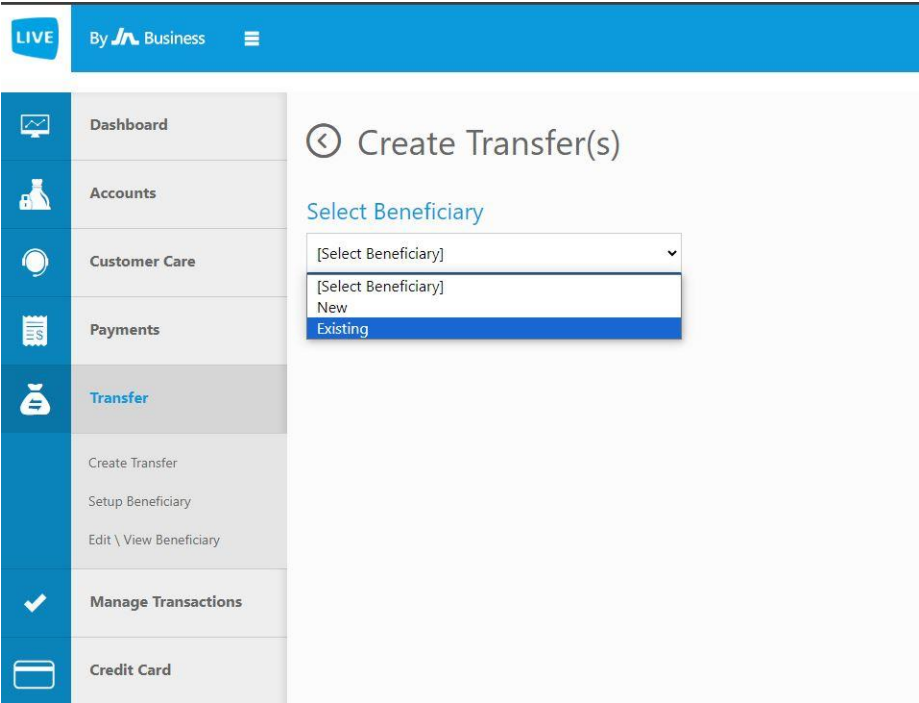 LIVE
By JN Business
Dashboard
Accounts
Customer Care
Payments
Transfer
Create Transfer
Setup Beneficiary
Edit \ View Beneficiary
Manage Transactions
Credit Card
Create Transfer(s)
Select Beneficiary
[Select Beneficiary]
[Select Beneficiary]
New
Existing